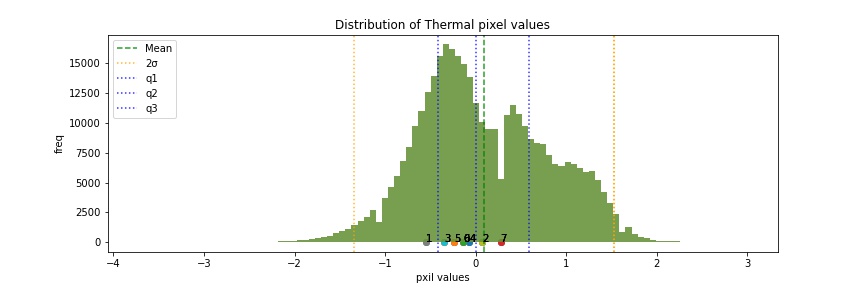 Distribution of Thermal pixel values
Mean
2σ
q1
q2
q3
freq
15000
12500
10000
7500
5000
2500
0
1 3 5 6 4 2 7
−4 −3 −2 −1 0 1 2 3
pxil values